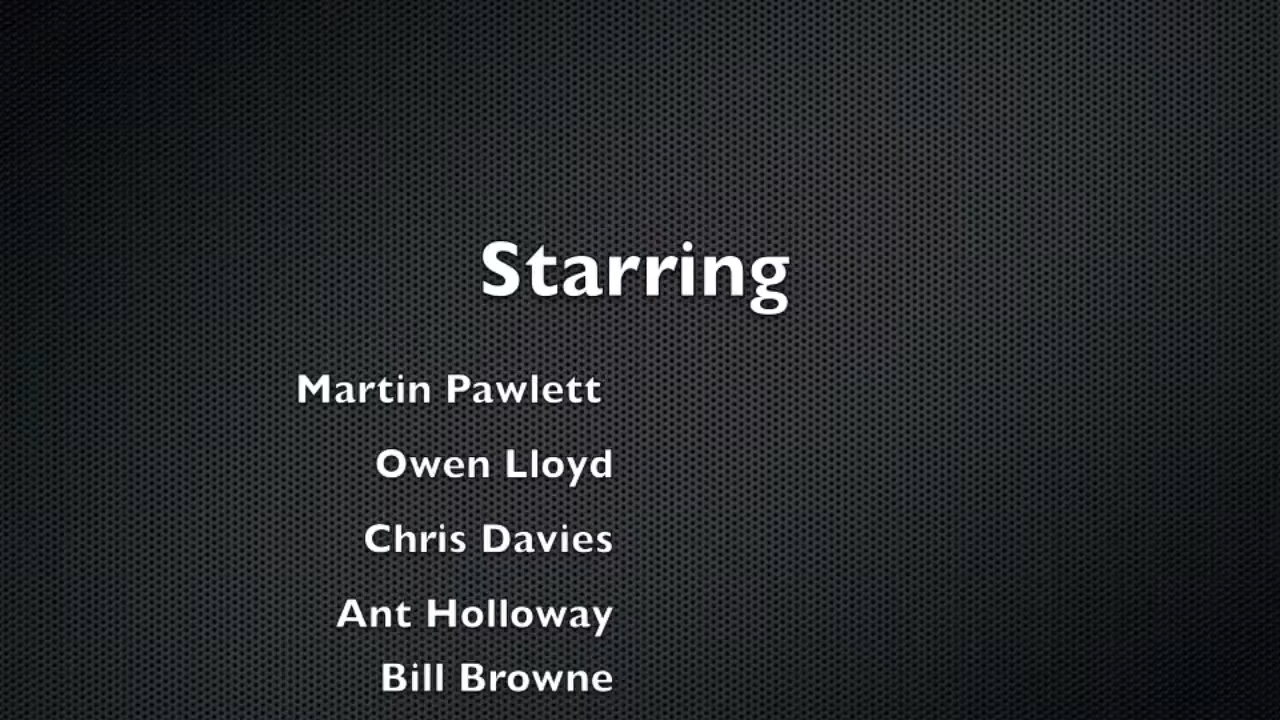 Starring
Martin Pawlett
Owen Lloyd
Chris Davies
Ant Holloway
Bill Browne